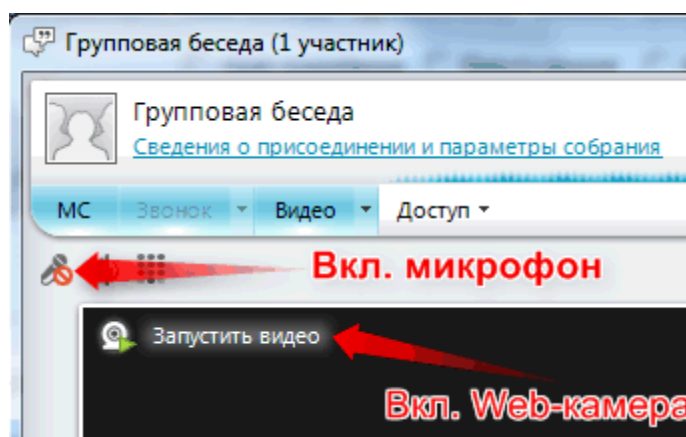 Групповая беседа (1 участник)
Групповая беседа
Сведения о присоединении и параметры собрания
МС Звонок Видео Доступ
Вкл. микрофон
Запустить видео
Вкл. Web-камера